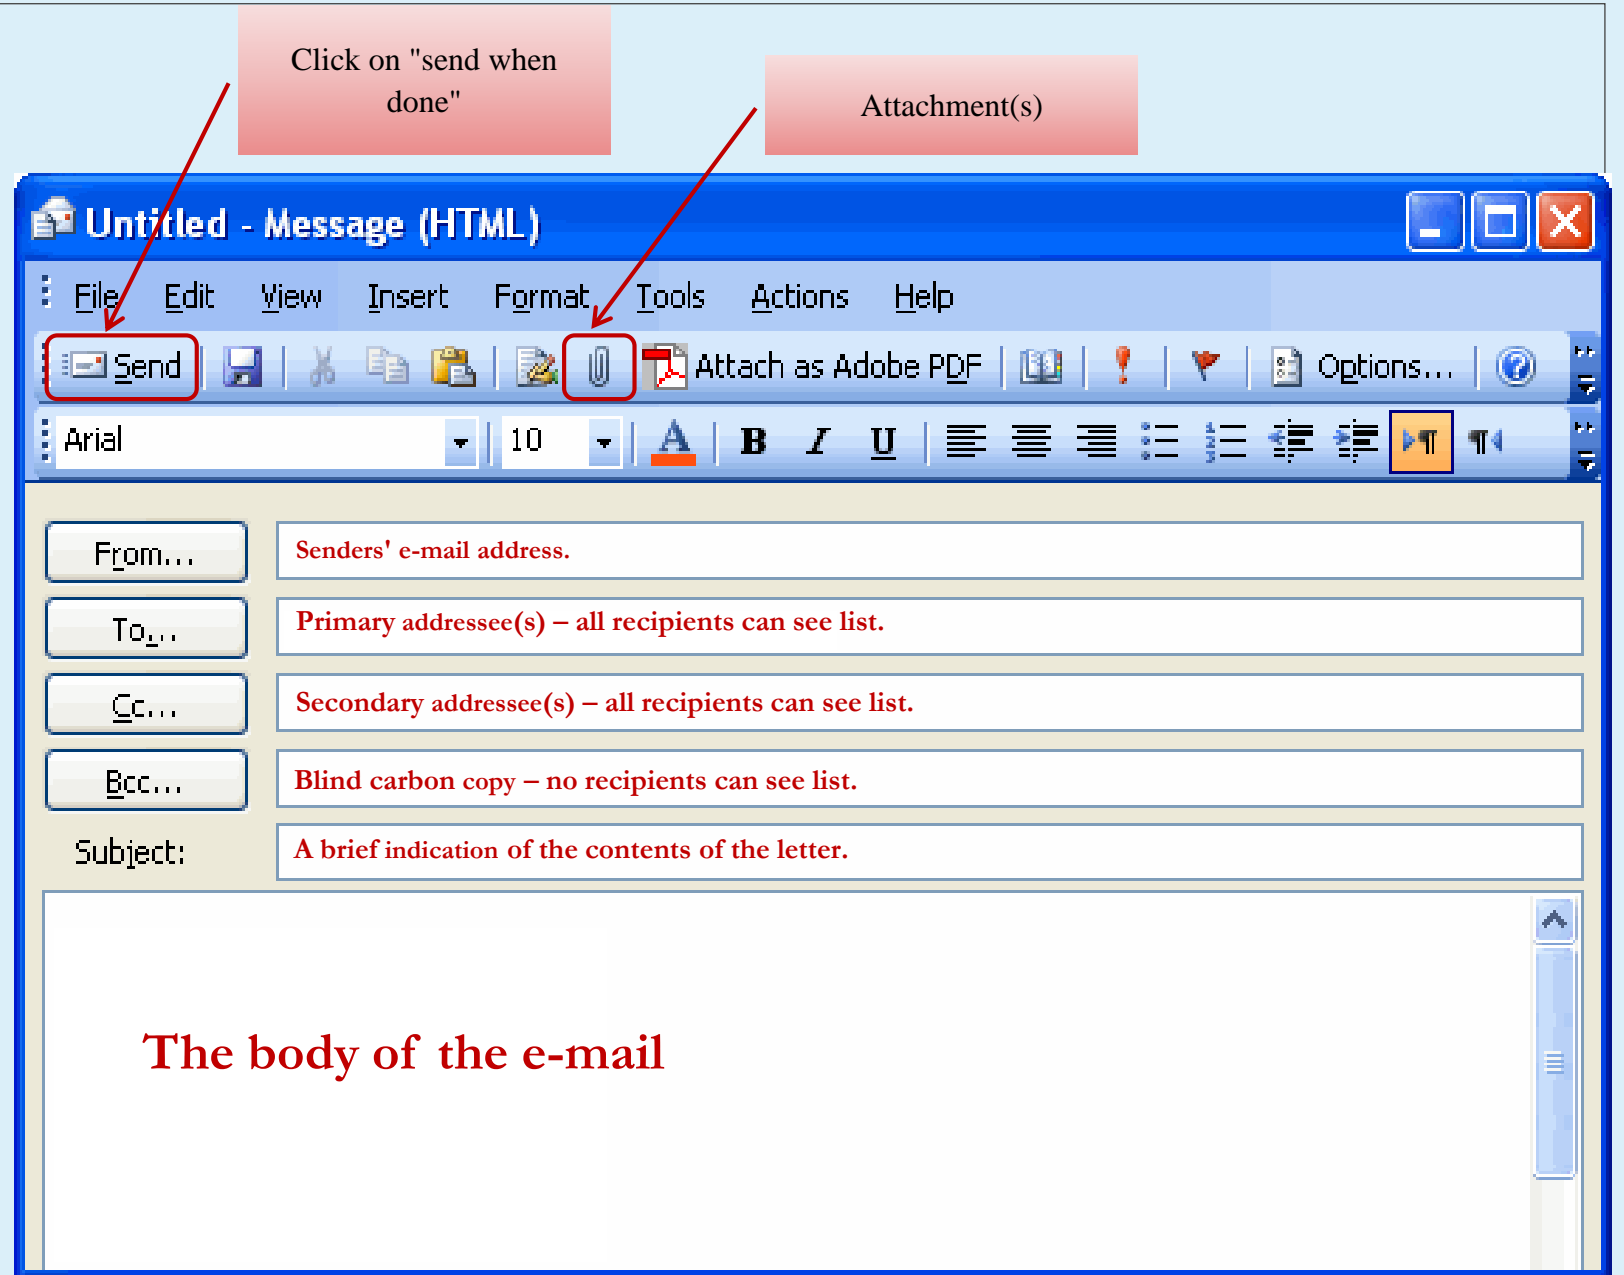 Click on "send when
done"
Attachment(s)
Untitled - Message (HTML)
File Edit View Insert Format Tools Actions Help
Send Attach as Adobe PDF Options...
Arial 10 A B I U
From... Senders' e-mail address.
To... Primary addressee(s) – all recipients can see list.
Cc... Secondary addressee(s) – all recipients can see list.
Bcc... Blind carbon copy – no recipients can see list.
Subject: A brief indication of the contents of the letter.
The body of the e-mail